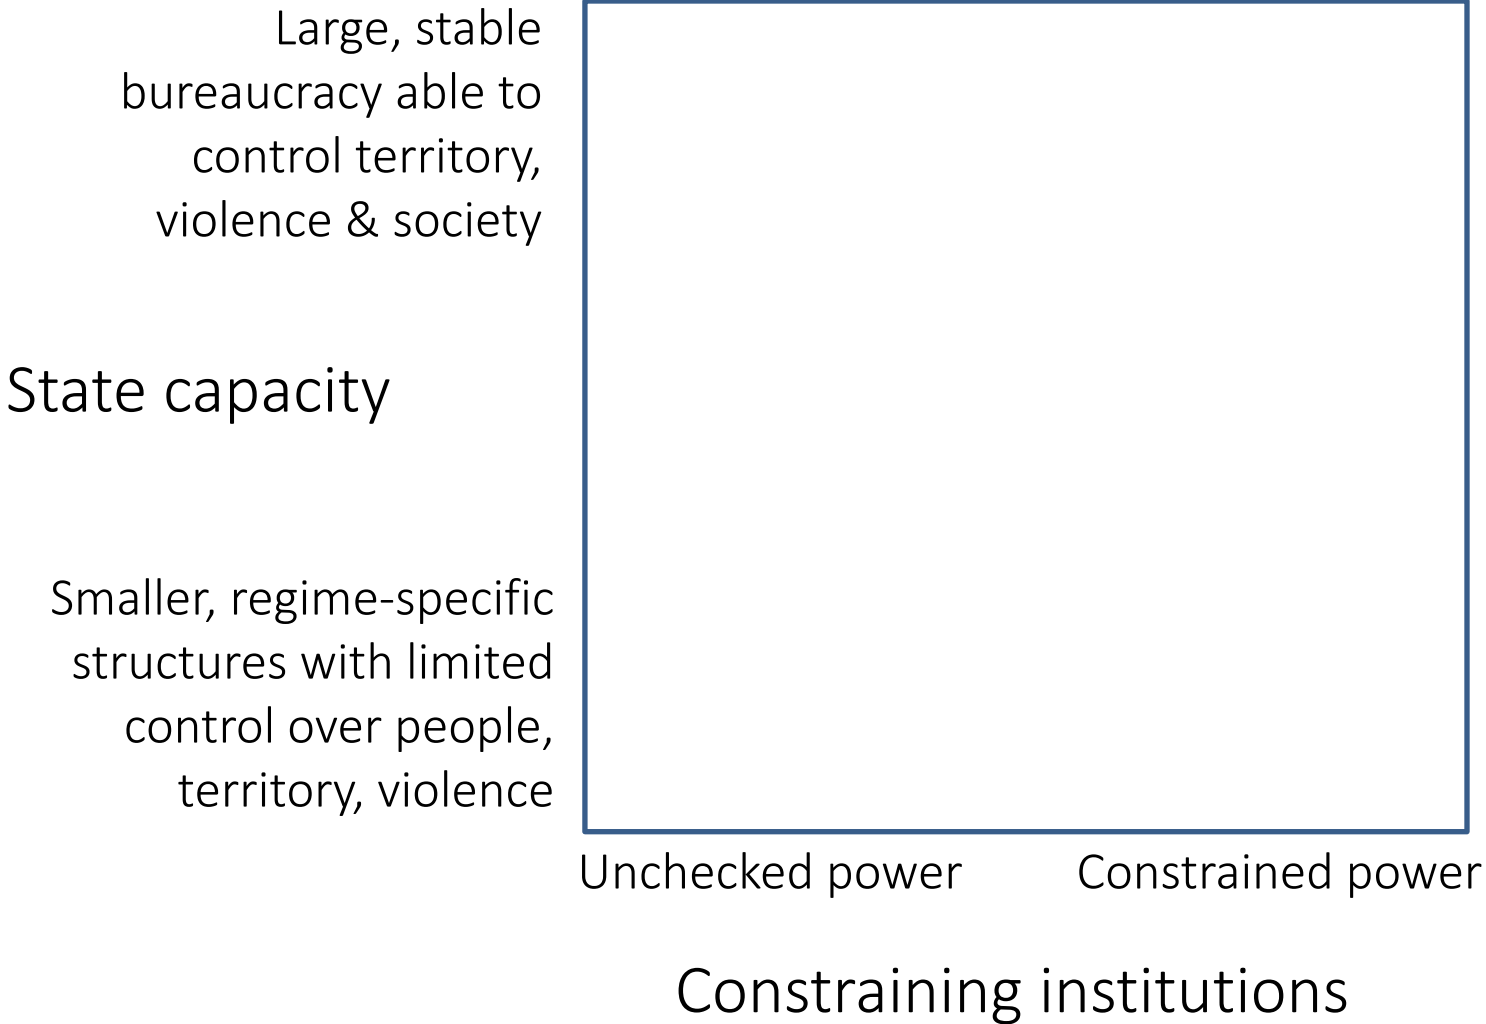 Large, stable
bureaucracy able to
control territory,
violence & society
State capacity
Smaller, regime-specific
structures with limited
control over people,
territory, violence
Unchecked power
Constrained power
Constraining institutions